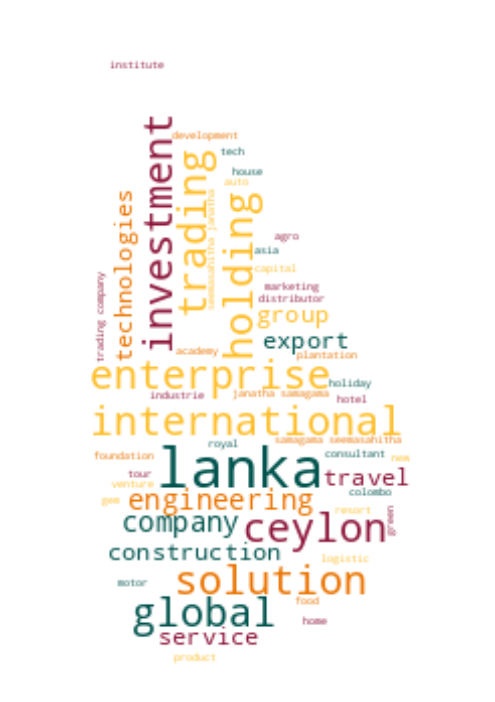 institute
development
investment
trading
tech
house
auto
technologies
seemasahitha janatha
holding
agro
asia
capital
trading company
marketing
distributor
group
export
academy
plantation
enterprise
holiday
industrie
janatha samagama
hotel
international
royal
samagama seemasahitha
foundation
lanka
consultant
new
tour
travel
venture
colombo
gem
engineering
resort
company
ceylon
green
construction
logistic
motor
solution
food
global
home
service
product